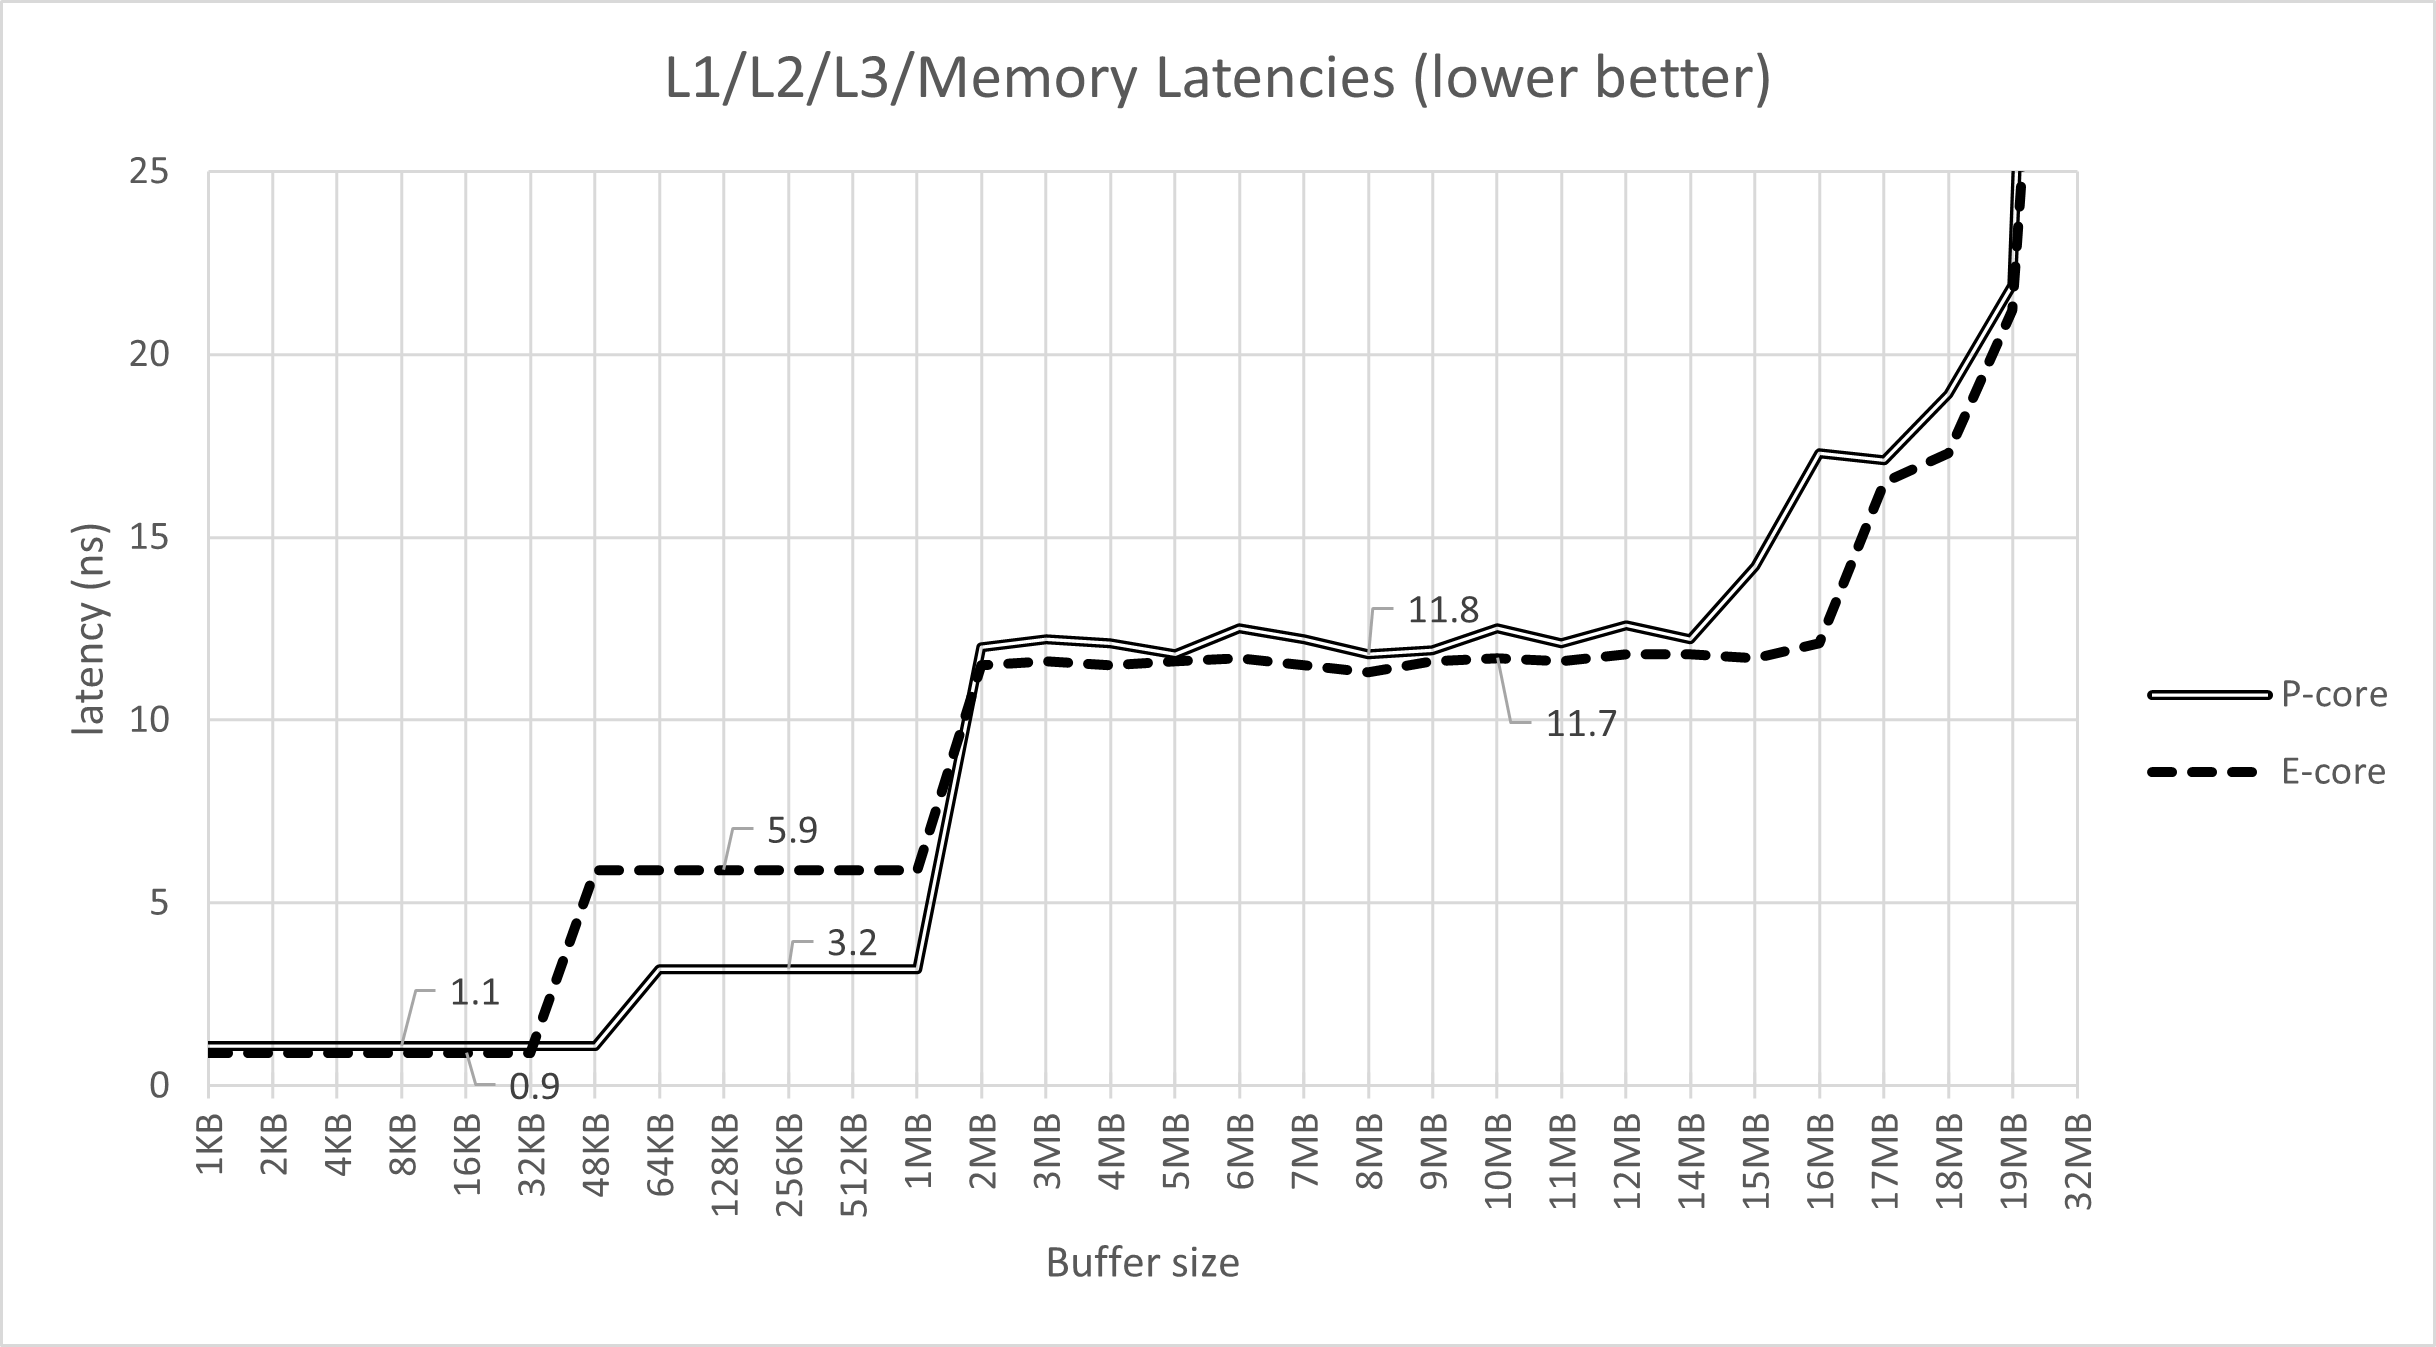 L1/L2/L3/Memory Latencies (lower better)
25
20
15
10
5
0
latency (ns)
1.1
0.9
5.9
3.2
11.8
11.7
P-core
E-core
1KB
2KB
4KB
8KB
16KB
32KB
48KB
64KB
128KB
256KB
512KB
1MB
2MB
3MB
4MB
5MB
6MB
7MB
8MB
9MB
10MB
11MB
12MB
14MB
15MB
16MB
17MB
18MB
19MB
32MB
Buffer size